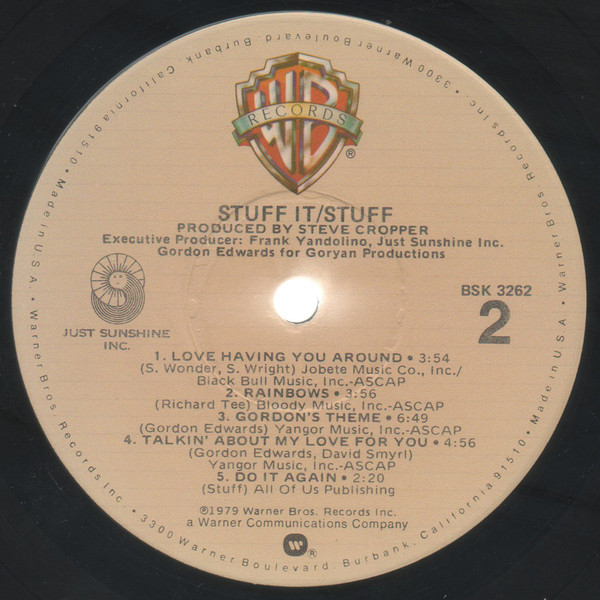 Made in U.S.A. • Warner Bros. Records Inc. • 3300 Warner Boulevard, Burbank, California 91510 • Made in U.S.A. • Warner Bros. Records Inc. • 3300 Warner Boulevard, Burbank, California 91510 •
WB
RECORDS
®
STUFF IT/STUFF
PRODUCED BY STEVE CROPPER
Executive Producer: Frank Yandolino, Just Sunshine Inc.
Gordon Edwards for Goryan Productions
BSK 3262
2
JUST SUNSHINE
INC.
1. LOVE HAVING YOU AROUND • 3:54
(S. Wonder, S. Wright) Jobete Music Co., Inc./
Black Bull Music, Inc.-ASCAP
2. RAINBOWS • 3:56
(Richard Tee) Bloody Music, Inc.-ASCAP
3. GORDON'S THEME • 6:49
(Gordon Edwards) Yangor Music, Inc.-ASCAP
4. TALKIN' ABOUT MY LOVE FOR YOU • 4:56
(Gordon Edwards, David Smyrl)
Yangor Music, Inc.-ASCAP
5. DO IT AGAIN • 2:20
(Stuff) All Of Us Publishing
℗1979 Warner Bros. Records Inc.
a Warner Communications Company
®